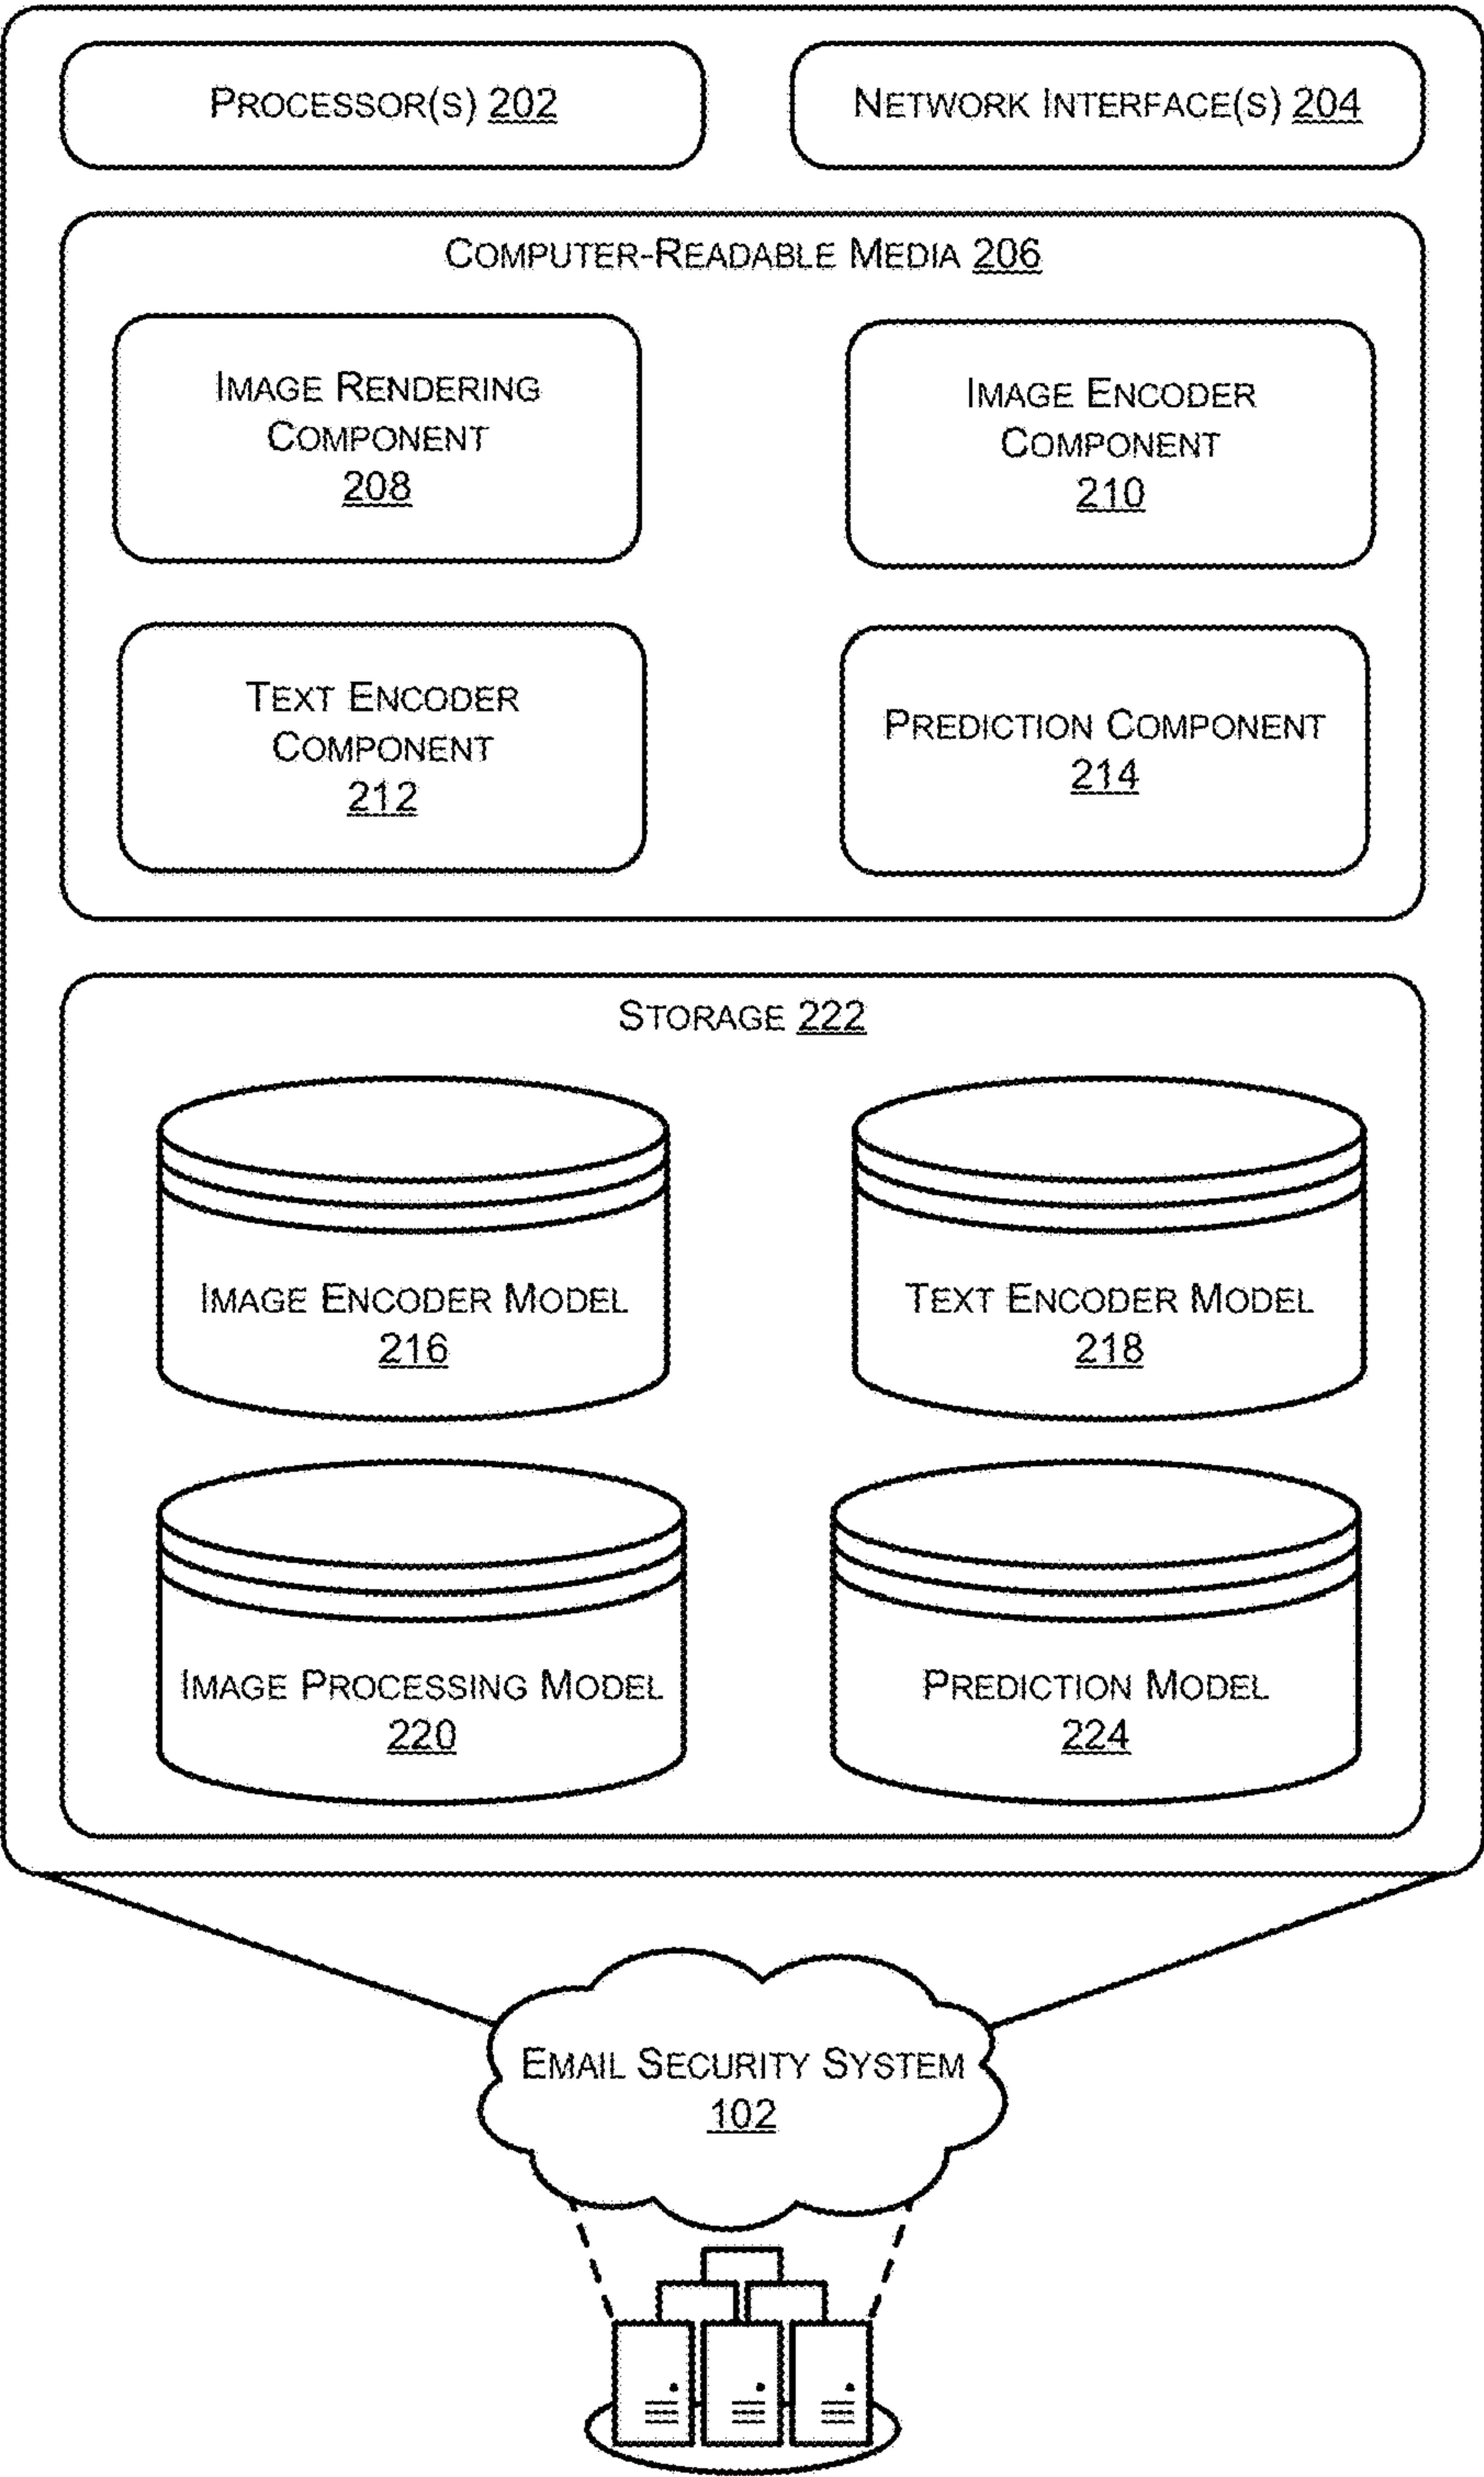 PROCESSOR(S) 202
NETWORK INTERFACE(S) 204
COMPUTER-READABLE MEDIA 206
IMAGE RENDERING
COMPONENT
208
IMAGE ENCODER
COMPONENT
210
TEXT ENCODER
COMPONENT
212
PREDICTION COMPONENT
214
STORAGE 222
IMAGE ENCODER MODEL
216
TEXT ENCODER MODEL
218
IMAGE PROCESSING MODEL
220
PREDICTION MODEL
224
EMAIL SECURITY SYSTEM
102